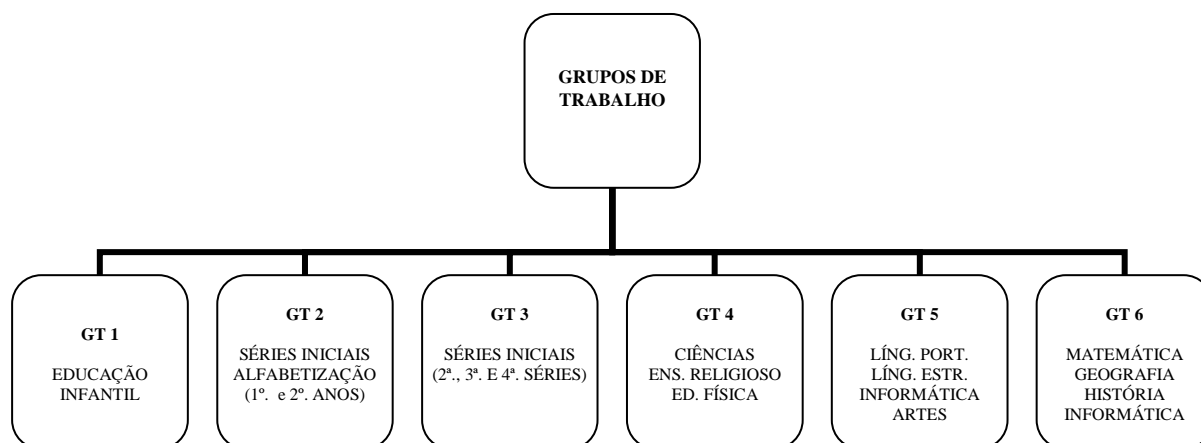 GRUPOS DE
TRABALHO
GT 1
EDUCAÇÃO
INFANTIL
GT 2
SÉRIES INICIAIS
ALFABETIZAÇÃO
(1º. e 2º. ANOS)
GT 3
SÉRIES INICIAIS
(2ª., 3ª. E 4ª. SÉRIES)
GT 4
CIÊNCIAS
ENS. RELIGIOSO
ED. FÍSICA
GT 5
LÍNG. PORT.
LÍNG. ESTR.
INFORMÁTICA
ARTES
GT 6
MATEMÁTICA
GEOGRAFIA
HISTÓRIA
INFORMÁTICA